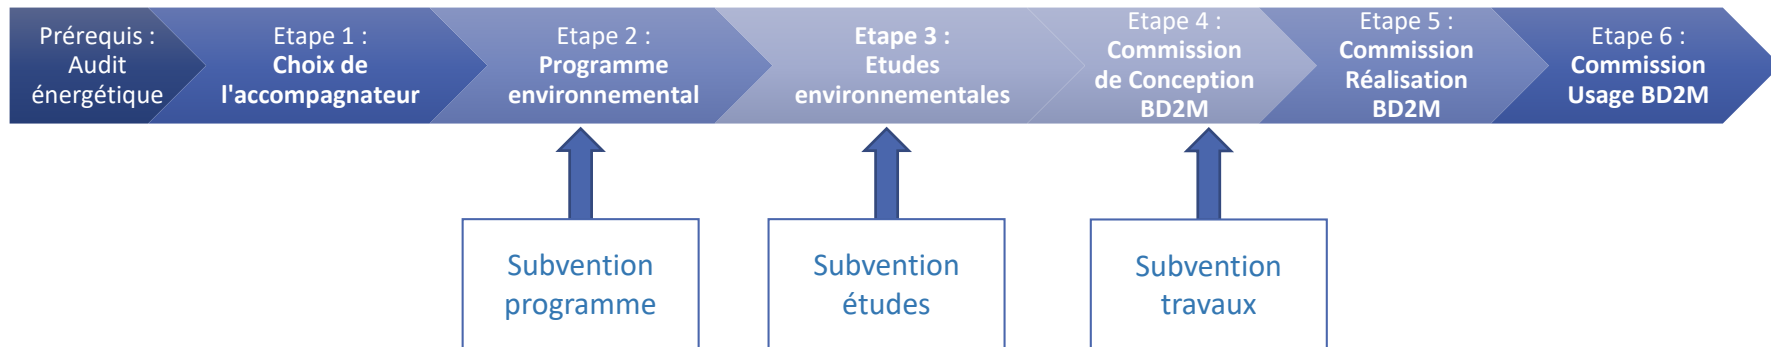 Prérequis :
Audit
énergétique
Etape 1 :
Choix de
l'accompagnateur
Etape 2 :
Programme
environnemental
Etape 3 :
Etudes
environnementales
Etape 4 :
Commission
de Conception
BD2M
Etape 5 :
Commission
Réalisation
BD2M
Etape 6 :
Commission
Usage BD2M
Subvention
programme
Subvention
études
Subvention
travaux